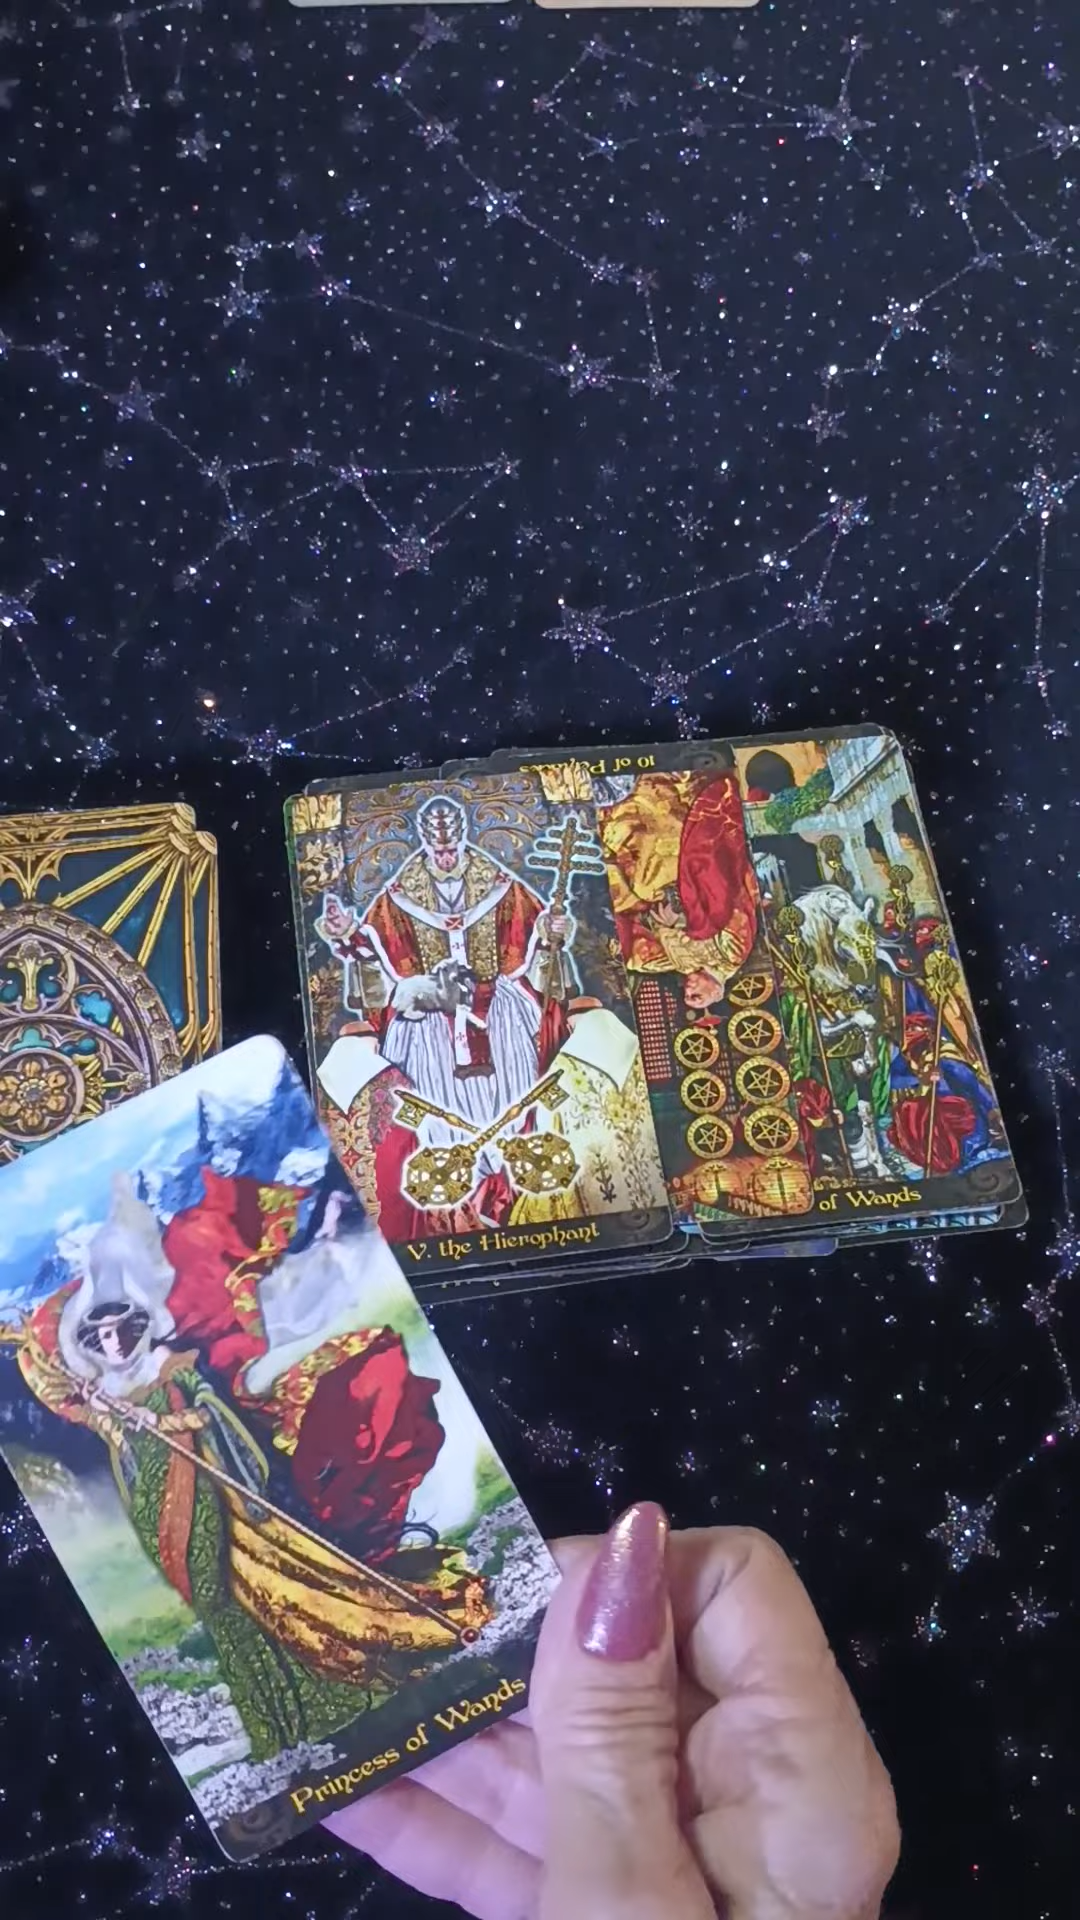 10 of Pentacles
V. the Hierophant
of Wands
Princess of Wands